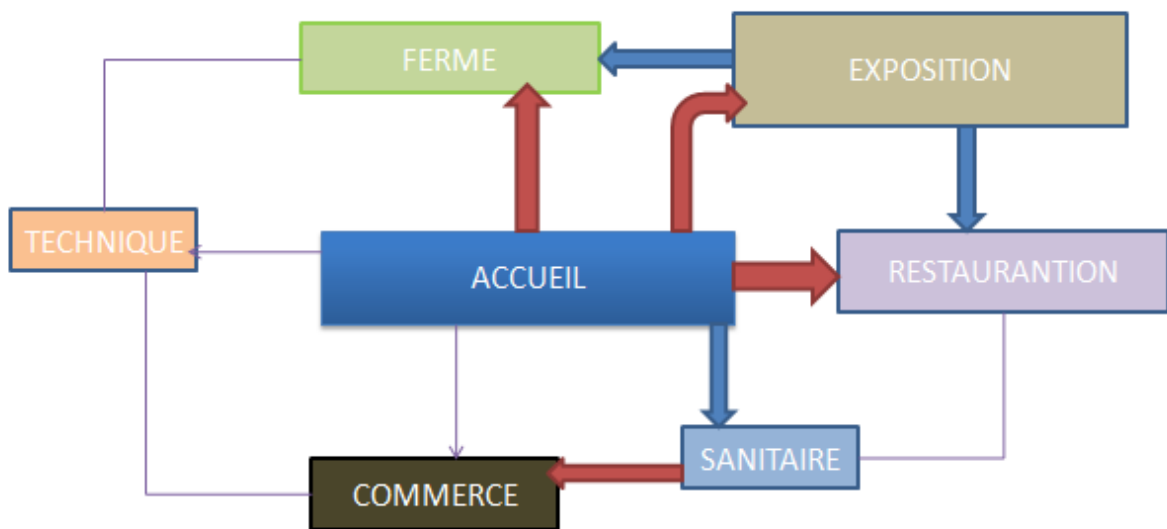 FERME
EXPOSITION
TECHNIQUE
ACCUEIL
RESTAURANTION
SANITAIRE
COMMERCE